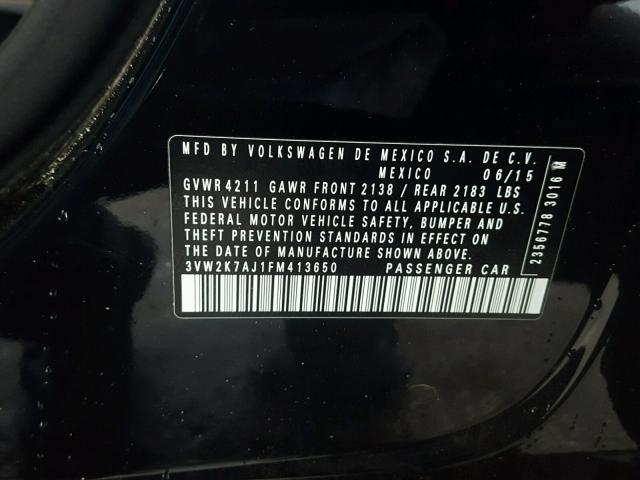 MFD BY VOLKSWAGEN DE MEXICO S.A. DE C.V.
MEXICO 06/15
GVWR 4211 GAWR FRONT 2138 / REAR 2183 LBS
THIS VEHICLE CONFORMS TO ALL APPLICABLE U.S.
FEDERAL MOTOR VEHICLE SAFETY, BUMPER AND
THEFT PREVENTION STANDARDS IN EFFECT ON
THE DATE OF MANUFACTURE SHOWN ABOVE.
3VW2K7AJ1FM413650 PASSENGER CAR
2356778 3016 M